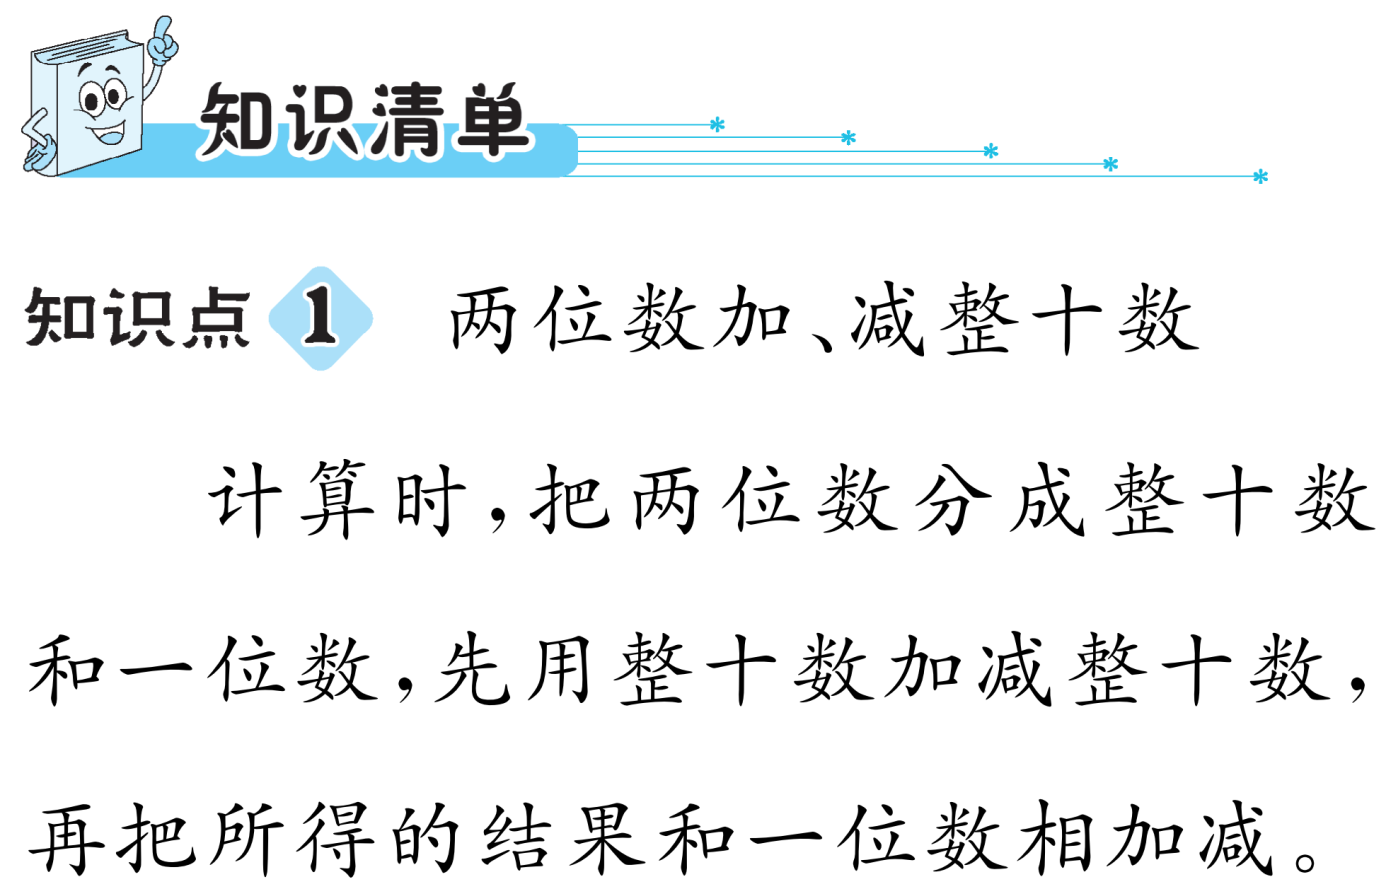 知识清单
知识点1 两位数加、减整十数
计算时,把两位数分成整十数
和一位数,先用整十数加减整十数,
再把所得的结果和一位数相加减。